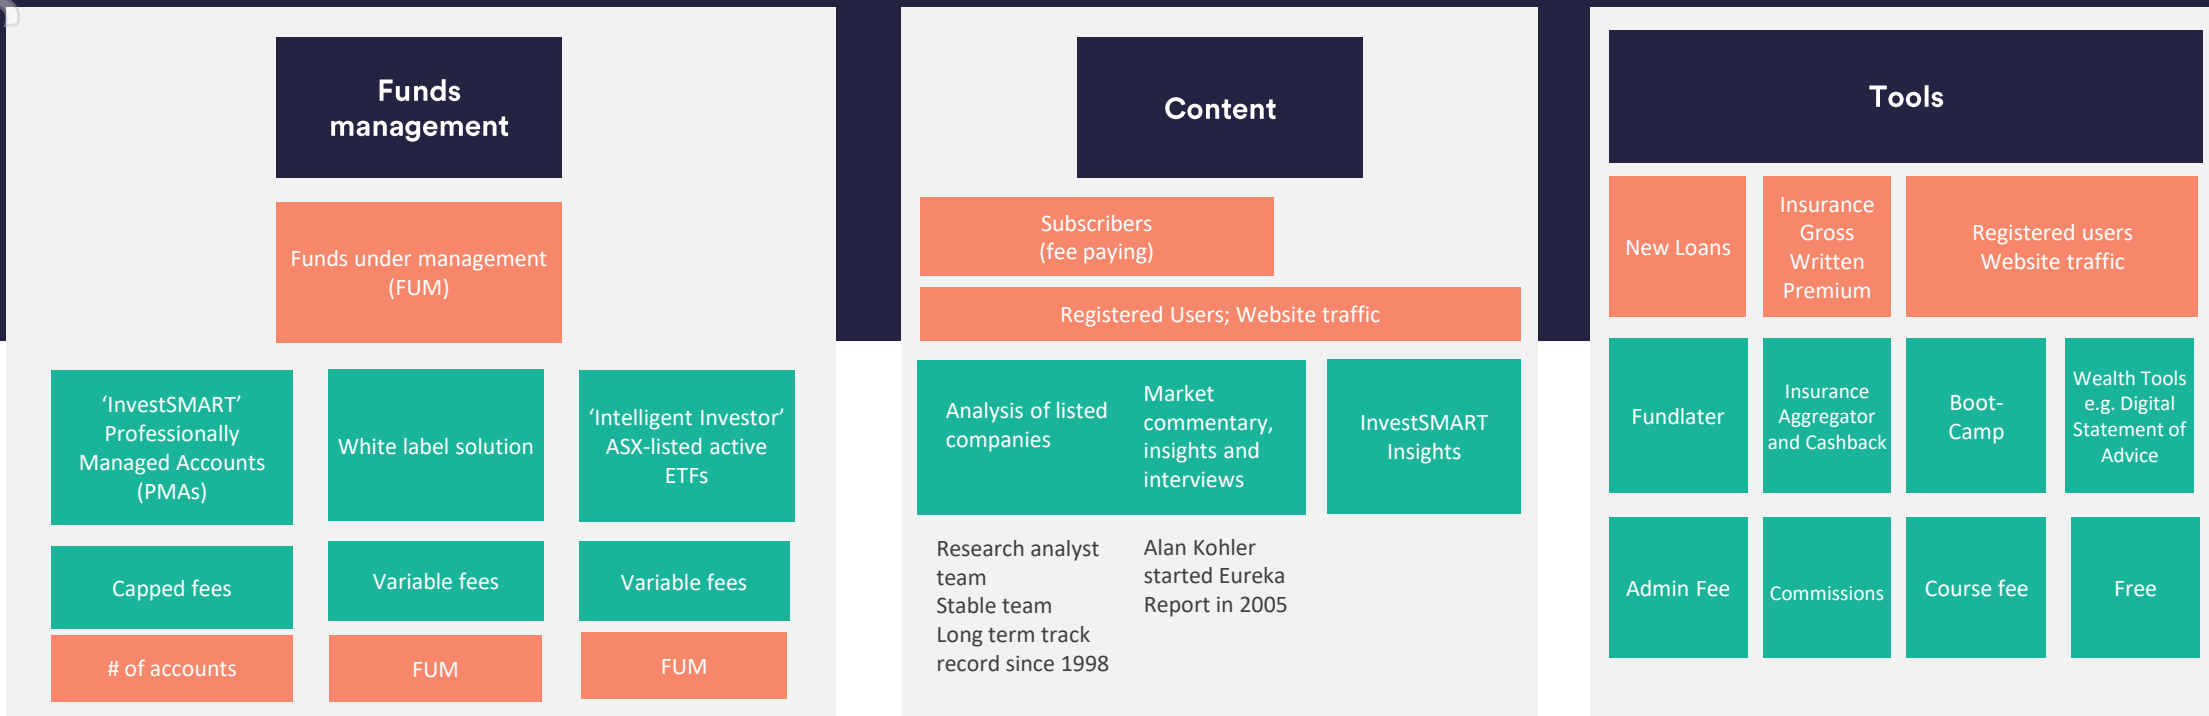 Funds
management
Funds under management
(FUM)
‘InvestSMART’
Professionally
Managed Accounts
(PMAs)
White label solution
‘Intelligent Investor’
ASX-listed active
ETFs
Capped fees
Variable fees
Variable fees
# of accounts
FUM
FUM
Content
Subscribers
(fee paying)
Registered Users; Website traffic
Analysis of listed
companies
Market
commentary,
insights and
interviews
InvestSMART
Insights
Research analyst
team
Stable team
Long term track
record since 1998
Alan Kohler
started Eureka
Report in 2005
Tools
New Loans
Insurance
Gross
Written
Premium
Registered users
Website traffic
Fundlater
Insurance
Aggregator
and Cashback
Boot-
Camp
Wealth Tools
e.g. Digital
Statement of
Advice
Admin Fee
Commissions
Course fee
Free